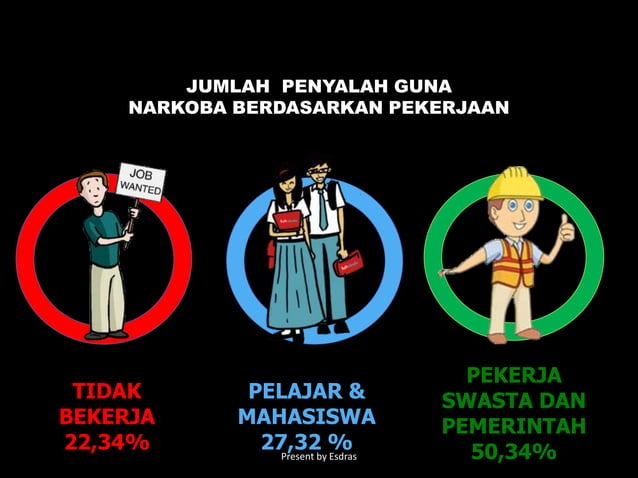 JUMLAH PENYALAH GUNA
NARKOBA BERDASARKAN PEKERJAAN
JOB
WANTED
TIDAK
BEKERJA
22,34%
PELAJAR &
MAHASISWA
27,32 %
PEKERJA
SWASTA DAN
PEMERINTAH
50,34%
Present by Esdras